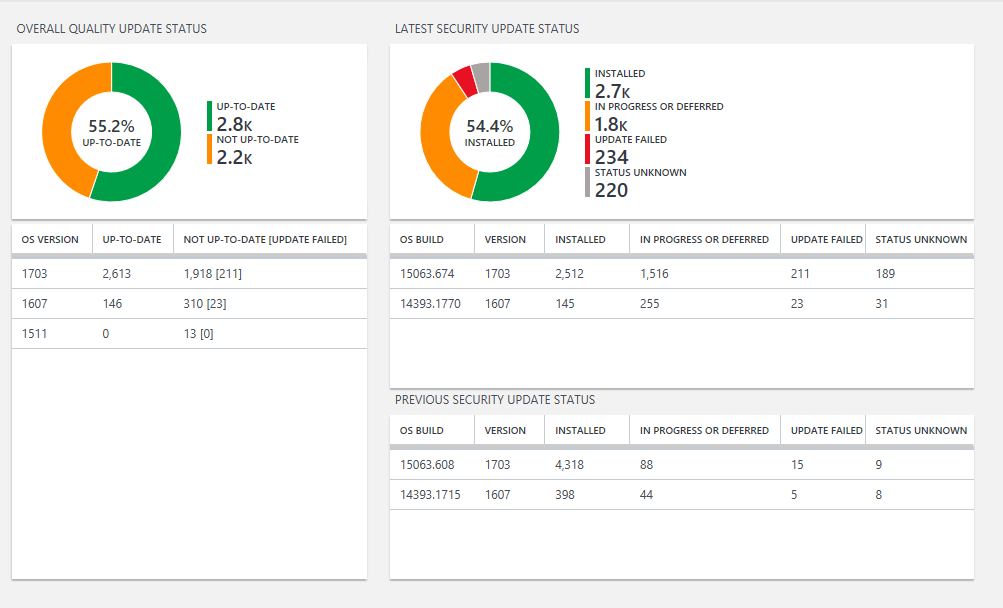 OVERALL QUALITY UPDATE STATUS
55.2%
UP-TO-DATE
UP-TO-DATE
2.8K
NOT UP-TO-DATE
2.2K
OS VERSION UP-TO-DATE NOT UP-TO-DATE [UPDATE FAILED]
1703 2,613 1,918 [211]
1607 146 310 [23]
1511 0 13 [0]
LATEST SECURITY UPDATE STATUS
54.4%
INSTALLED
INSTALLED
2.7K
IN PROGRESS OR DEFERRED
1.8K
UPDATE FAILED
234
STATUS UNKNOWN
220
OS BUILD VERSION INSTALLED IN PROGRESS OR DEFERRED UPDATE FAILED STATUS UNKNOWN
15063.674 1703 2,512 1,516 211 189
14393.1770 1607 145 255 23 31
PREVIOUS SECURITY UPDATE STATUS
OS BUILD VERSION INSTALLED IN PROGRESS OR DEFERRED UPDATE FAILED STATUS UNKNOWN
15063.608 1703 4,318 88 15 9
14393.1715 1607 398 44 5 8